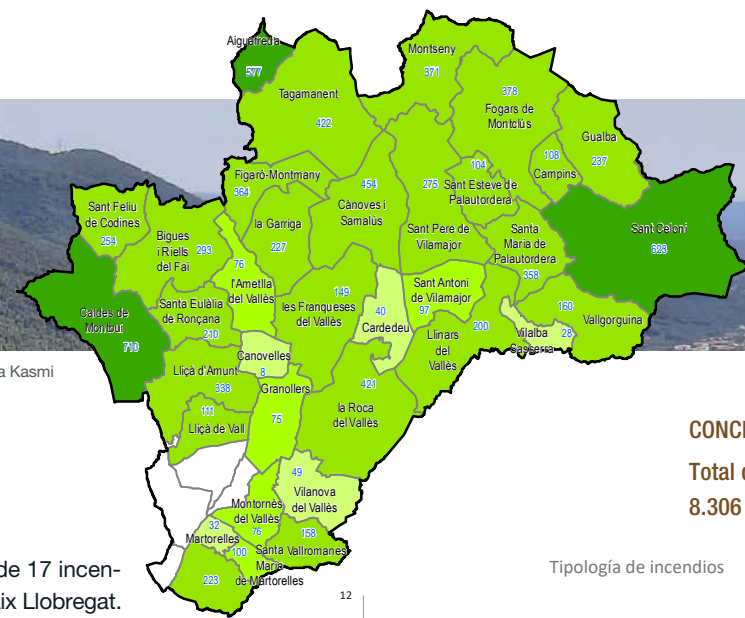 Aiguafreda
577
Montseny
371
Tagamanent
422
378
Fogars de
Montclús
Gualba
237
108
Campins
104
Sant Esteve de
Palautordera
Figaró-Montmany
364
454
Cànoves i
Samalús
275
Sant Pere de
Vilamajor
Sant Feliu
de Codines
254
Bigues
i Riells
del Fai
293
la Garriga
227
Santa
Maria de
Palautordera
358
Sant Celoni
629
76
l'Ametlla
del Vallès
149
les Franqueses
del Vallès
Sant Antoni
de Vilamajor
97
160
Vallgorguina
Caldes de
Montbui
710
Santa Eulàlia
de Ronçana
210
40
Cardedeu
Llinars
del
Vallès
200
Vilalba
Sasserra
28
Canovelles
8
Lliçà d'Amunt
338
Granollers
75
421
la Roca
del Vallès
111
Lliçà de Vall
49
Vilanova
del Vallès
Montornès
del Vallès
76
32
Martorelles
158
Vallromanes
100
Santa
Maria
de Martorelles
223
a Kasmi
CONCL
Total d
8.306
Tipología de incendios
de 17 incen-
aix Llobregat.
12